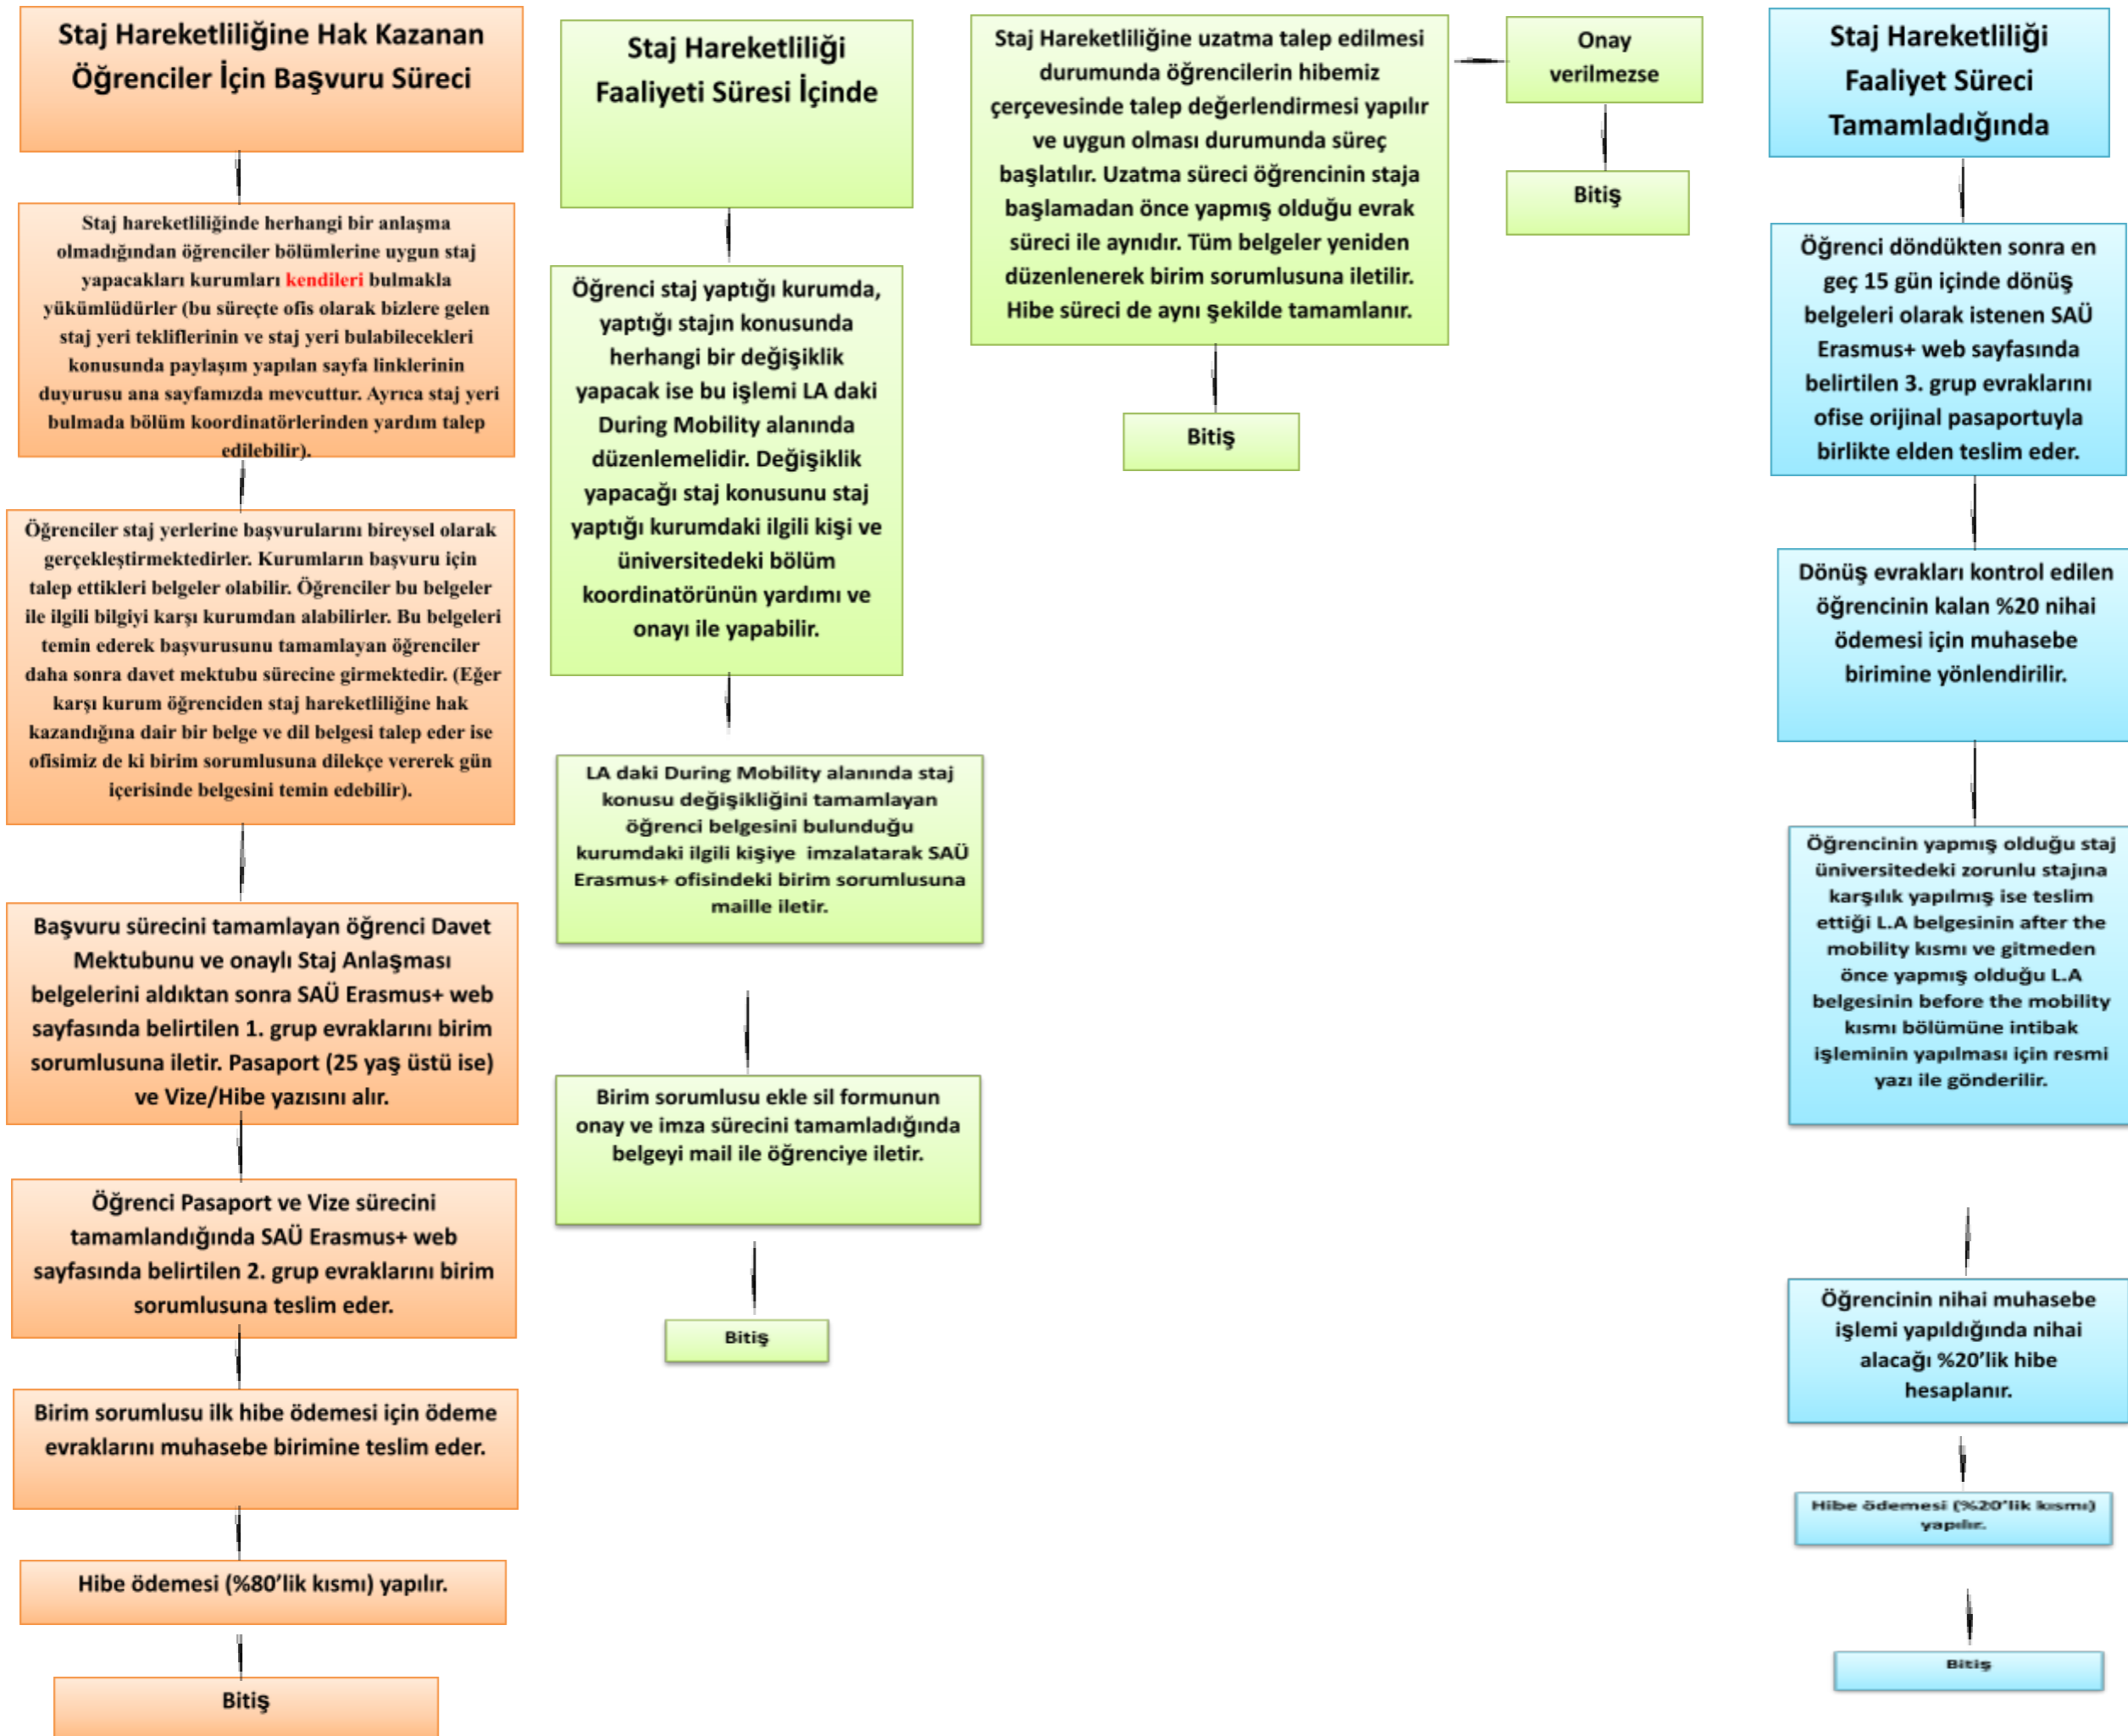 Staj Hareketliliğine Hak Kazanan
Öğrenciler İçin Başvuru Süreci
Staj hareketliliğinde herhangi bir anlaşma
olmadığından öğrenciler bölümlerine uygun staj
yapacakları kurumları kendileri bulmakla
yükümlüdürler (bu süreçte ofis olarak bizlere gelen
staj yeri tekliflerinin ve staj yeri bulabilecekleri
konusunda paylaşım yapılan sayfa linklerinin
duyurusu ana sayfamızda mevcuttur. Ayrıca staj yeri
bulmada bölüm koordinatörlerinden yardım talep
edilebilir).
Öğrenciler staj yerlerine başvurularını bireysel olarak
gerçekleştirmektedirler. Kurumların başvuru için
talep ettikleri belgeler olabilir. Öğrenciler bu belgeler
ile ilgili bilgiyi karşı kurumdan alabilirler. Bu belgeleri
temin ederek başvurusunu tamamlayan öğrenciler
daha sonra davet mektubu sürecine girmektedir. (Eğer
karşı kurum öğrenciden staj hareketliliğine hak
kazandığına dair bir belge ve dil belgesi talep eder ise
ofisimiz de ki birim sorumlusuna dilekçe vererek gün
içerisinde belgesini temin edebilir).
Başvuru sürecini tamamlayan öğrenci Davet
Mektubunu ve onaylı Staj Anlaşması
belgelerini aldıktan sonra SAÜ Erasmus+ web
sayfasında belirtilen 1. grup evraklarını birim
sorumlusuna iletir. Pasaport (25 yaş üstü ise)
ve Vize/Hibe yazısını alır.
Öğrenci Pasaport ve Vize sürecini
tamamlandığında SAÜ Erasmus+ web
sayfasında belirtilen 2. grup evraklarını birim
sorumlusuna teslim eder.
Birim sorumlusu ilk hibe ödemesi için ödeme
evraklarını muhasebe birimine teslim eder.
Hibe ödemesi (%80'lik kısmı) yapılır.
Bitiş
Staj Hareketliliği
Faaliyeti Süresi İçinde
Öğrenci staj yaptığı kurumda,
yaptığı stajın konusunda
herhangi bir değişiklik
yapacak ise bu işlemi LA daki
During Mobility alanında
düzenlemelidir. Değişiklik
yapacağı staj konusunu staj
yaptığı kurumdaki ilgili kişi ve
üniversitedeki bölüm
koordinatörünün yardımı ve
onayı ile yapabilir.
LA daki During Mobility alanında staj
konusu değişikliğini tamamlayan
öğrenci belgesini bulunduğu
kurumdaki ilgili kişiye imzalatarak SAÜ
Erasmus+ ofisindeki birim sorumlusuna
maille iletir.
Birim sorumlusu ekle sil formunun
onay ve imza sürecini tamamladığında
belgeyi mail ile öğrenciye iletir.
Bitiş
Staj Hareketliliğine uzatma talep edilmesi
durumunda öğrencilerin hibemiz
çerçevesinde talep değerlendirmesi yapılır
ve uygun olması durumunda süreç
başlatılır. Uzatma süreci öğrencinin staja
başlamadan önce yapmış olduğu evrak
süreci ile aynıdır. Tüm belgeler yeniden
düzenlenerek birim sorumlusuna iletilir.
Hibe süreci de aynı şekilde tamamlanır.
Bitiş
Onay
verilmezse
Bitiş
Staj Hareketliliği
Faaliyet Süreci
Tamamladığında
Öğrenci döndükten sonra en
geç 15 gün içinde dönüş
belgeleri olarak istenen SAÜ
Erasmus+ web sayfasında
belirtilen 3. grup evraklarını
ofise orijinal pasaportuyla
birlikte elden teslim eder.
Dönüş evrakları kontrol edilen
öğrencinin kalan %20 nihai
ödemesi için muhasebe
birimine yönlendirilir.
Öğrencinin yapmış olduğu staj
üniversitedeki zorunlu stajına
karşılık yapılmış ise teslim
ettiği L.A belgesinin after the
mobility kısmı ve gitmeden
önce yapmış olduğu L.A
belgesinin before the mobility
kısmı bölümüne intibak
işleminin yapılması için resmi
yazı ile gönderilir.
Öğrencinin nihai muhasebe
işlemi yapıldığında nihai
alacağı %20'lik hibe
hesaplanır.
Hibe ödemesi (%20'lik kısmı)
yapılır.
Bitiş